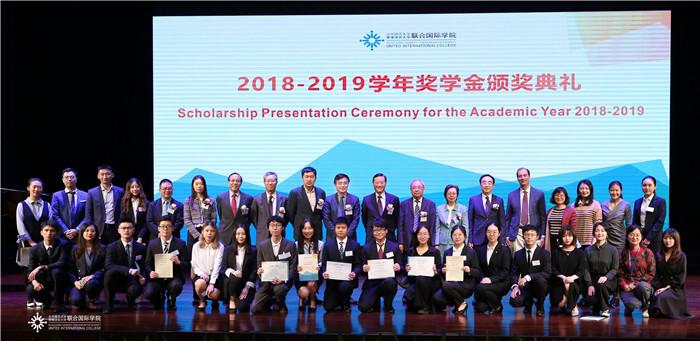 联合国际学院
UNITED INTERNATIONAL COLLEGE
2018-2019学年奖学金颁奖典礼
Scholarship Presentation Ceremony for the Academic Year 2018-2019
联合国际学院
UNITED INTERNATIONAL COLLEGE